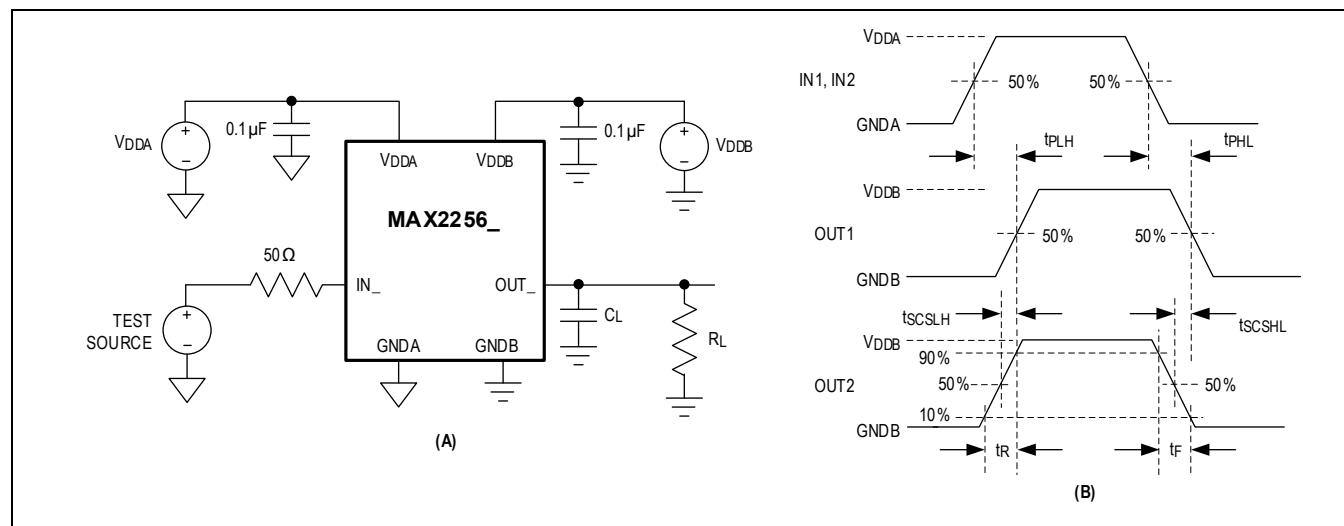 VDDA
0.1µF
0.1µF
VDDB
VDDA
VDDB
MAX2256_
50Ω
IN_
OUT_
TEST
SOURCE
CL
RL
GNDA
GNDB
(A)
VDDA
IN1, IN2
50%
50%
GNDA
tPLH
tPHL
VDDB
OUT1
50%
50%
GNDB
tSCSLH
tSCSHL
VDDB
90%
OUT2
50%
50%
10%
GNDB
tR
tF
(B)